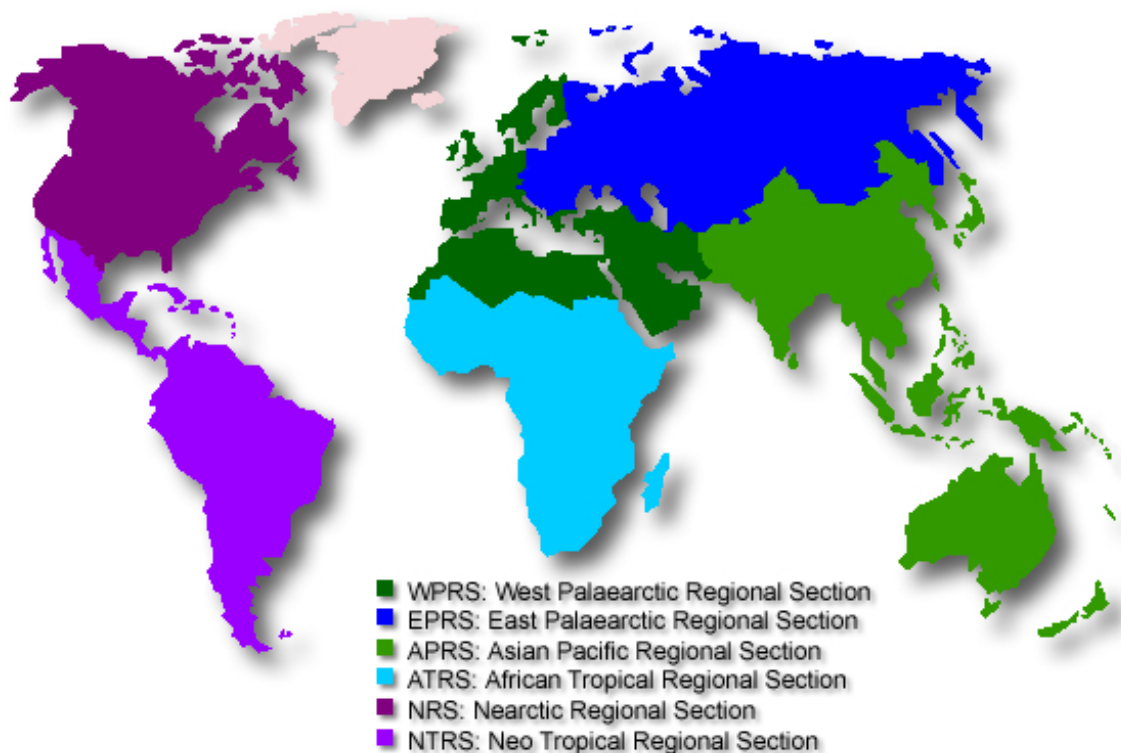 WPRS: West Palaearctic Regional Section
EPRS: East Palaearctic Regional Section
APRS: Asian Pacific Regional Section
ATRS: African Tropical Regional Section
NRS: Nearctic Regional Section
NTRS: Neo Tropical Regional Section